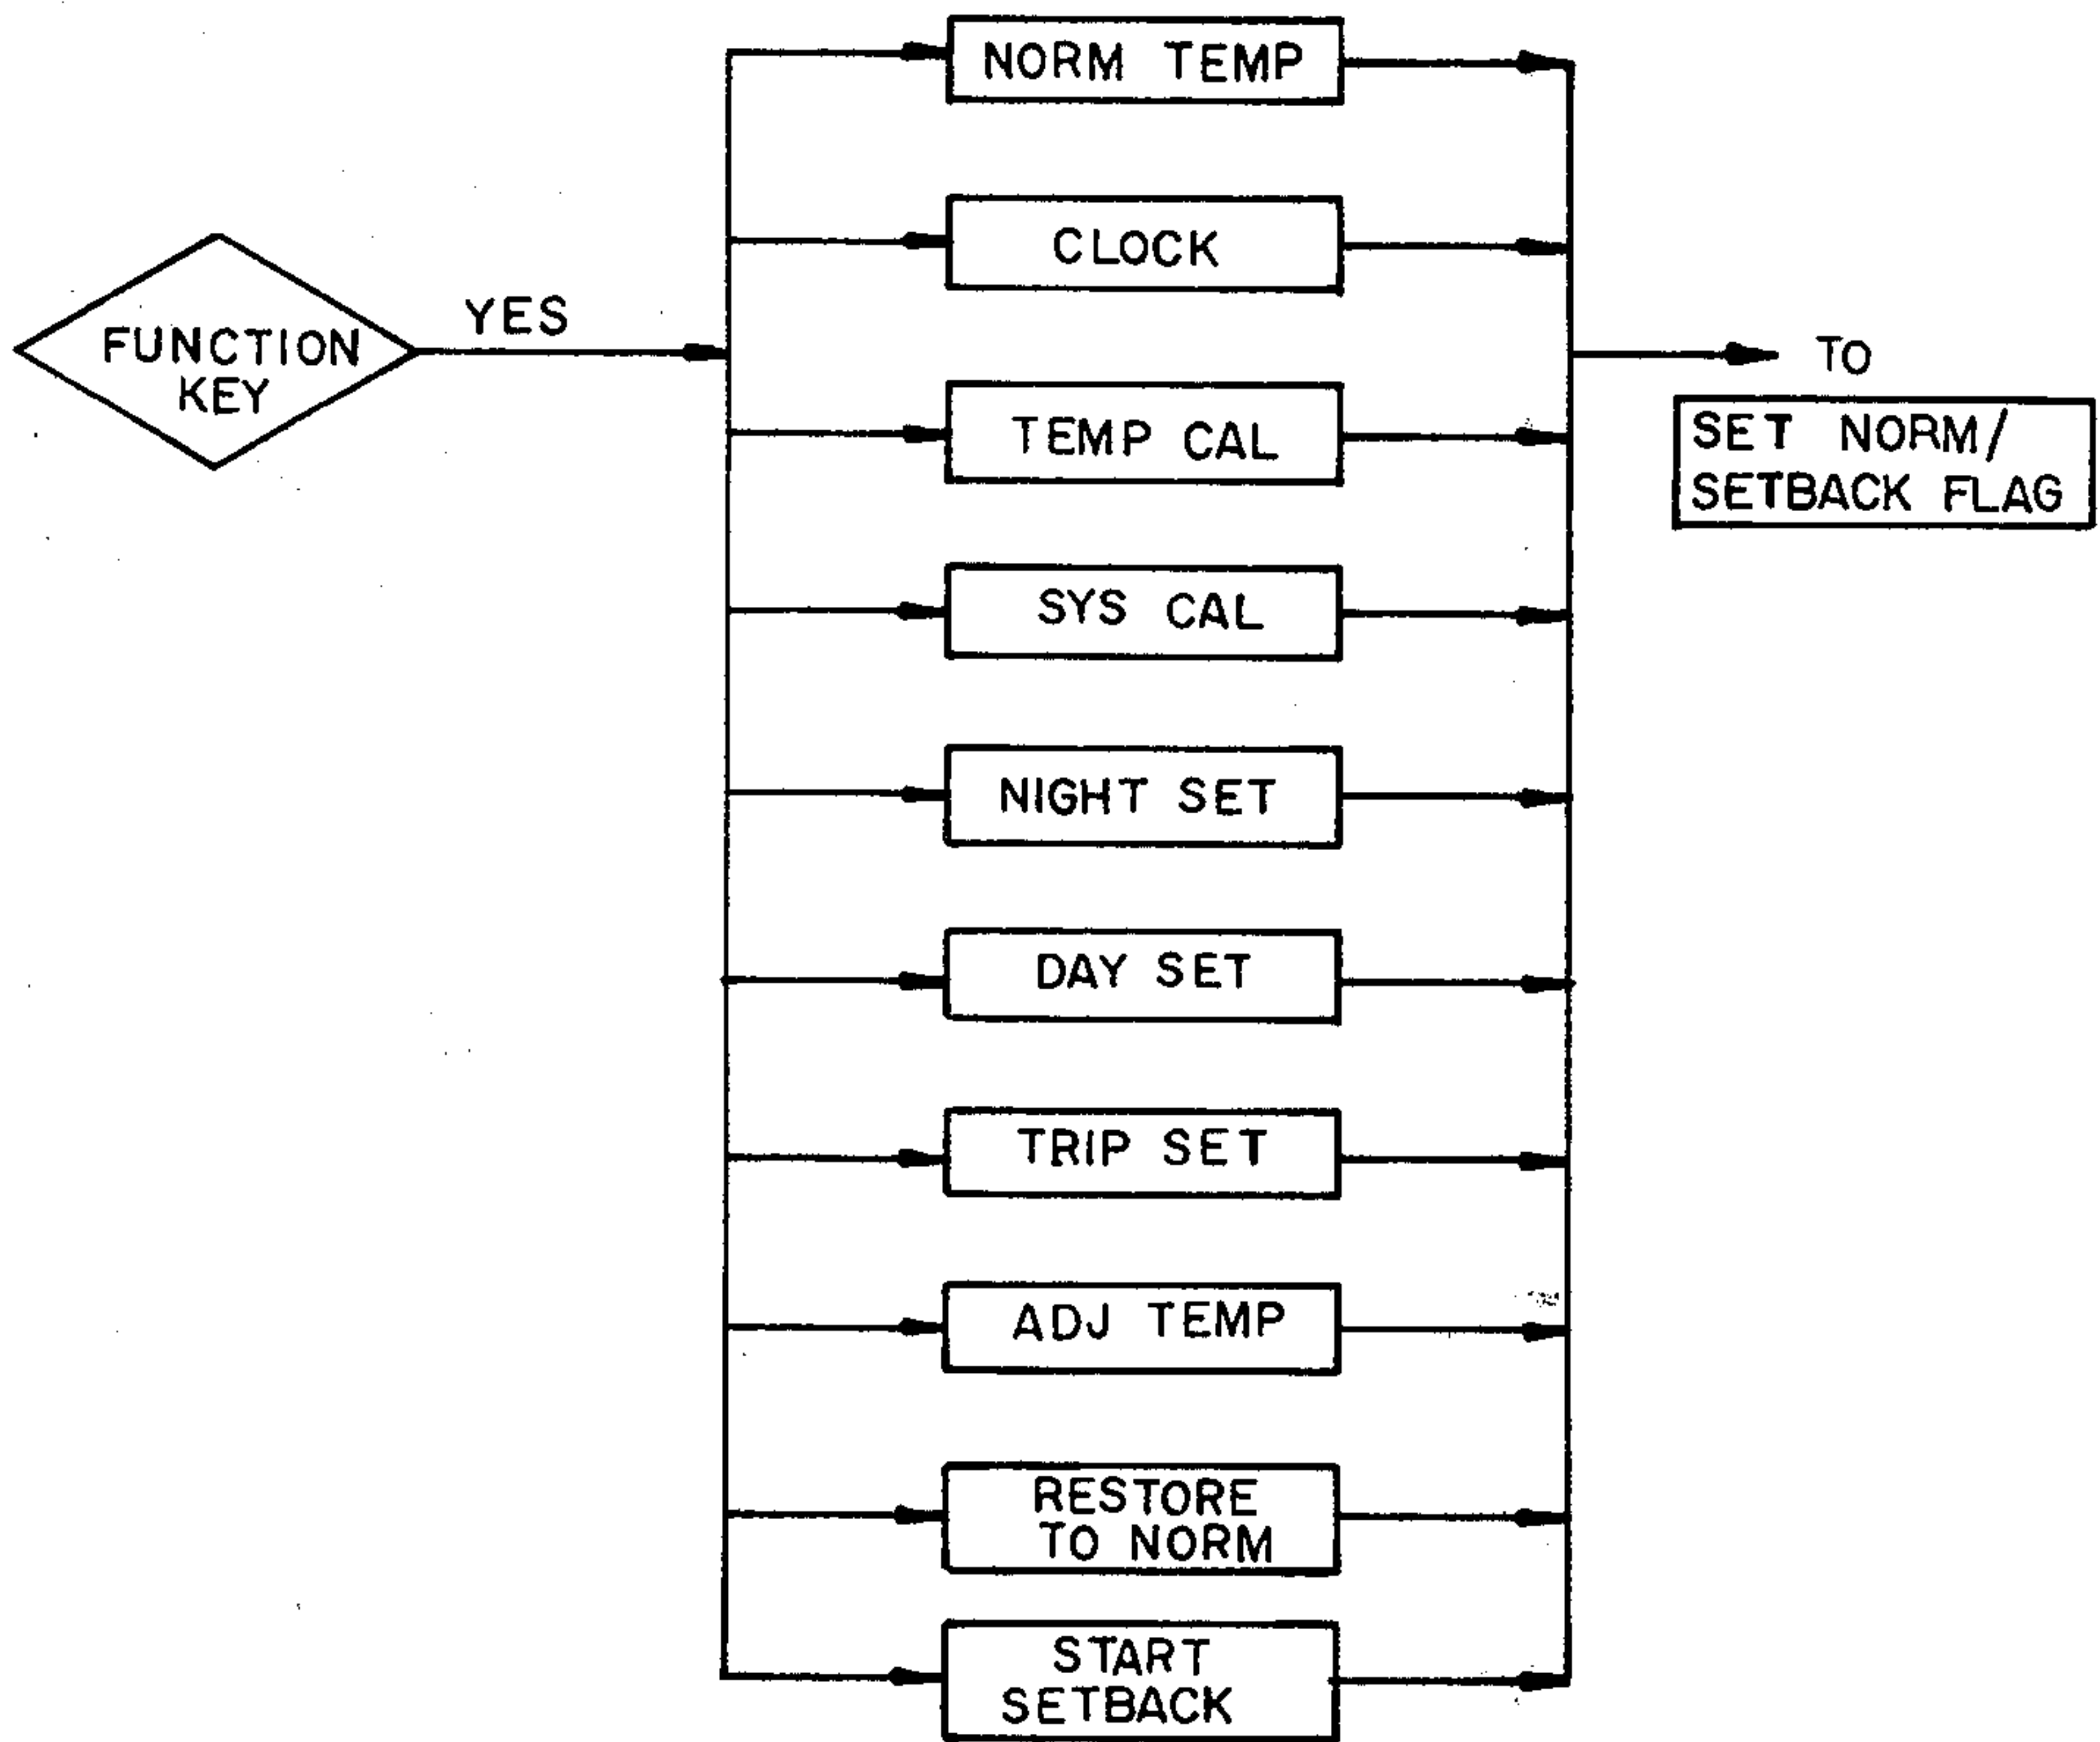 NORM TEMP
CLOCK
FUNCTION
KEY
YES
TO
TEMP CAL
SET NORM/
SETBACK FLAG
SYS CAL
NIGHT SET
DAY SET
TRIP SET
ADJ TEMP
RESTORE
TO NORM
START
SETBACK